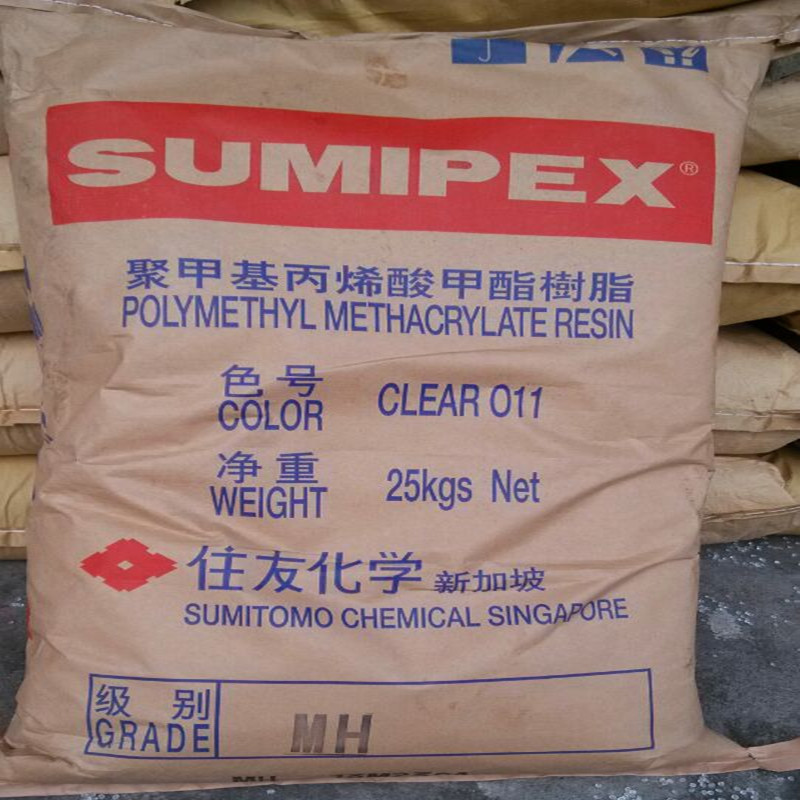 SUMIPEX®
聚甲基丙烯酸甲酯樹脂
POLYMETHYL METHACRYLATE RESIN
色号
COLOR CLEAR 011
净重
WEIGHT 25kgs Net
住友化学 新加坡
SUMITOMO CHEMICAL SINGAPORE
级别
GRADE MH
MH